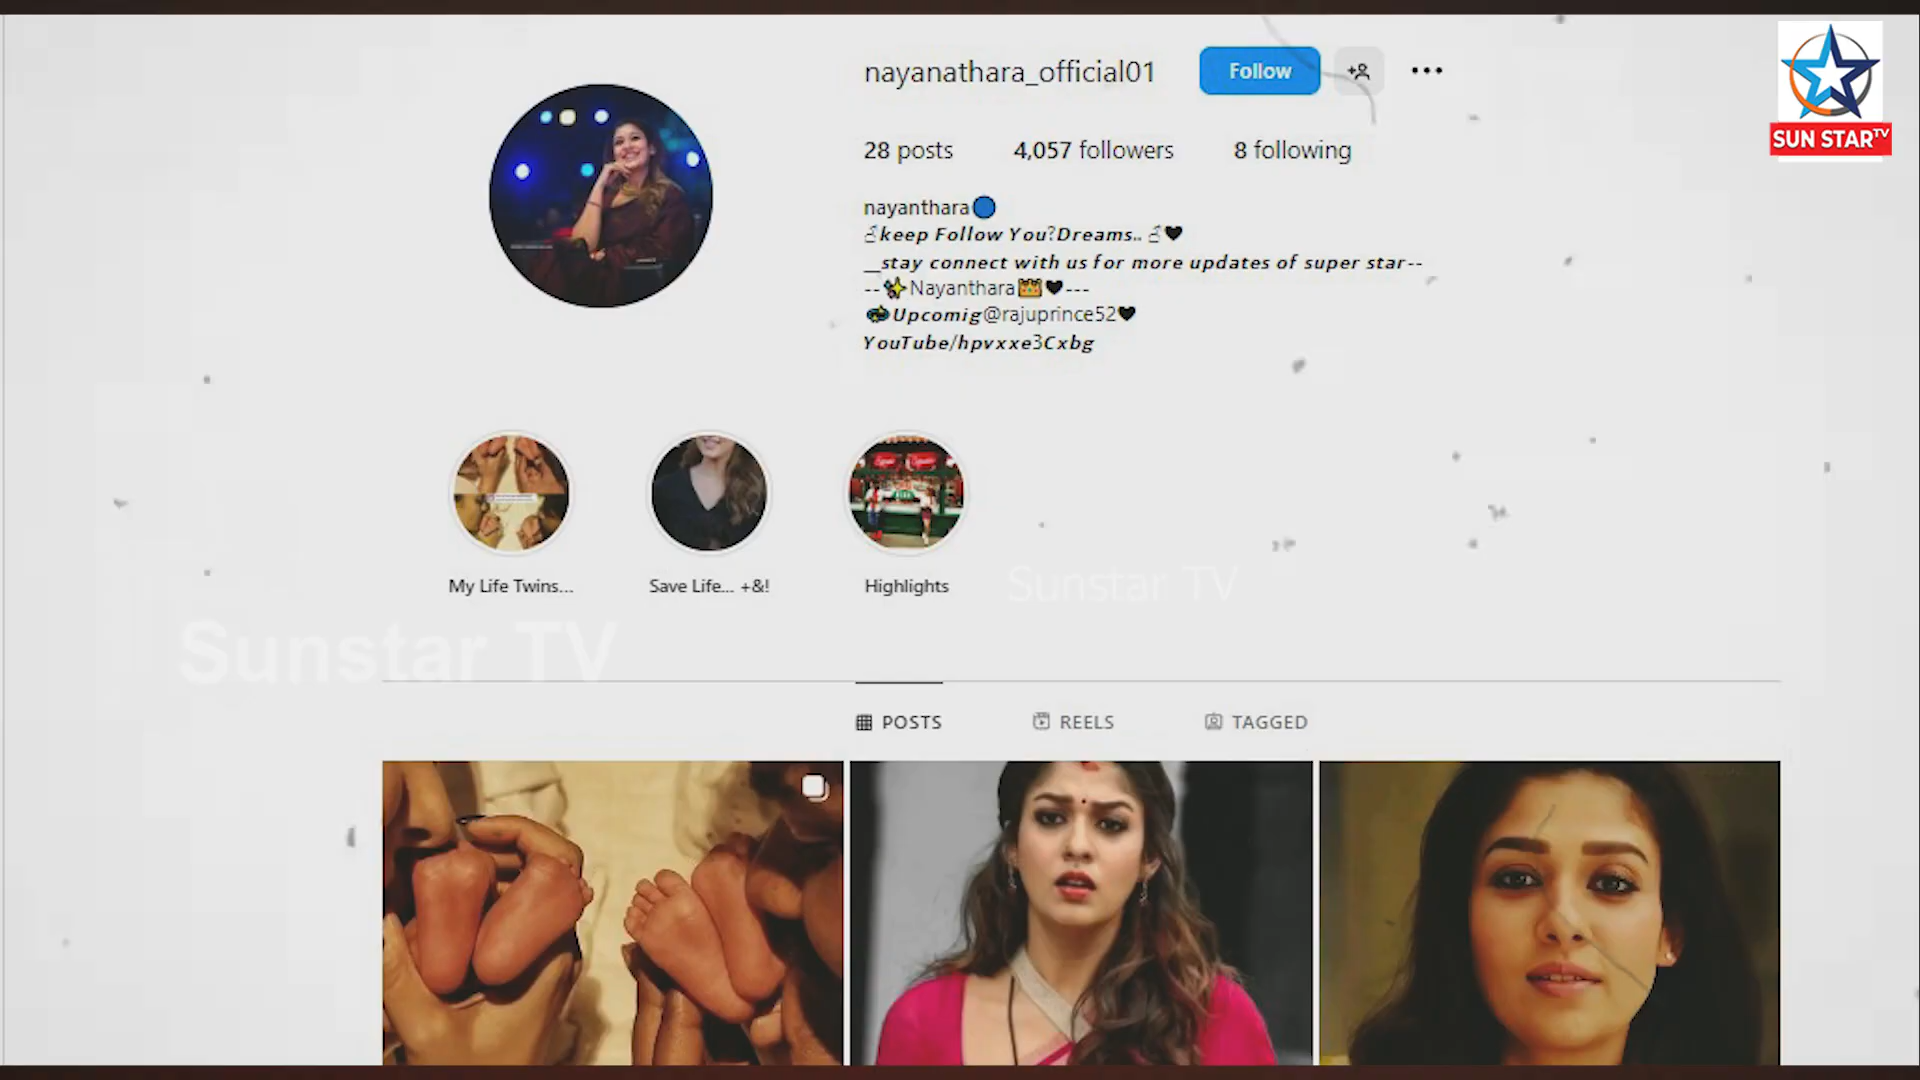 nayanathara_official01
Follow
28 posts
4,057 followers
8 following
nayanthara🔵
☝keep Follow You?Dreams.. ☝🖤
__stay connect with us for more updates of super star--
--✨Nayanthara👑🖤---
Upcomig@rajuprince52🖤
YouTube/hpvxxe3Cxbg
My Life Twins...
Save Life... +&!
Highlights
Sunstar TV
Sunstar TV
POSTS
REELS
TAGGED
SUN STAR TV